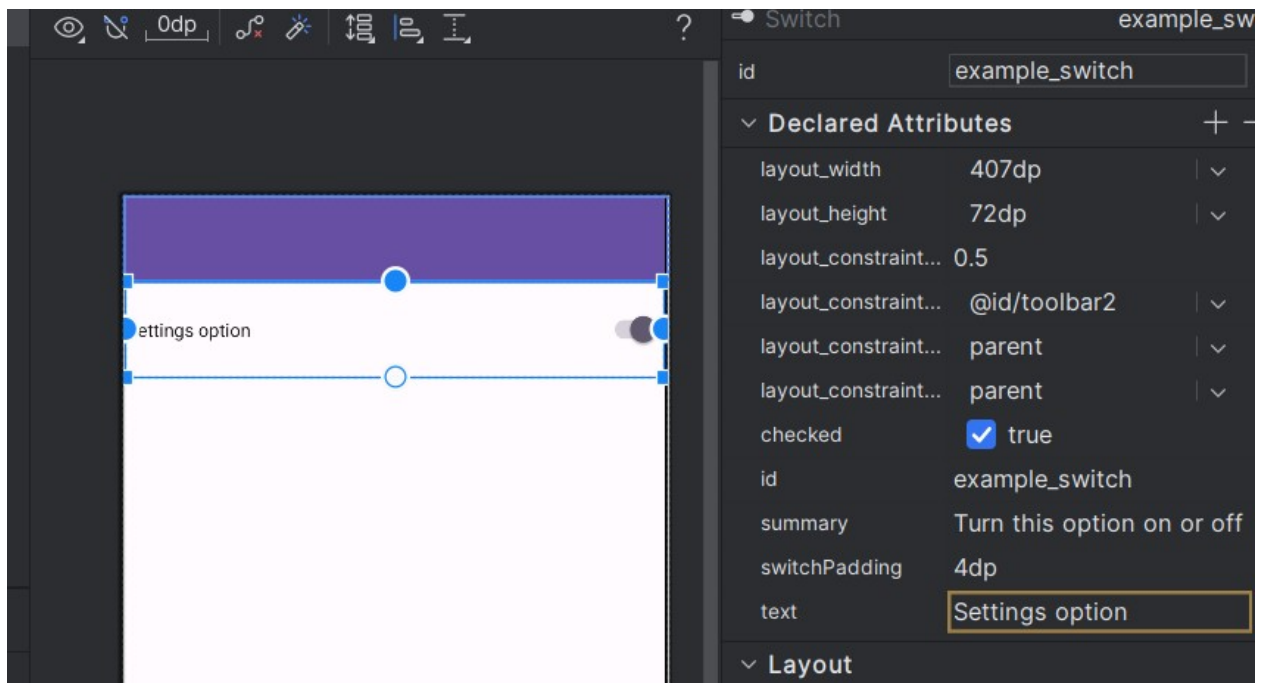 0dp
?
Switch example_sw
id example_switch
Declared Attributes
layout_width 407dp
layout_height 72dp
layout_constraint... 0.5
layout_constraint... @id/toolbar2
layout_constraint... parent
layout_constraint... parent
checked true
id example_switch
summary Turn this option on or off
switchPadding 4dp
text Settings option
Layout
ettings option